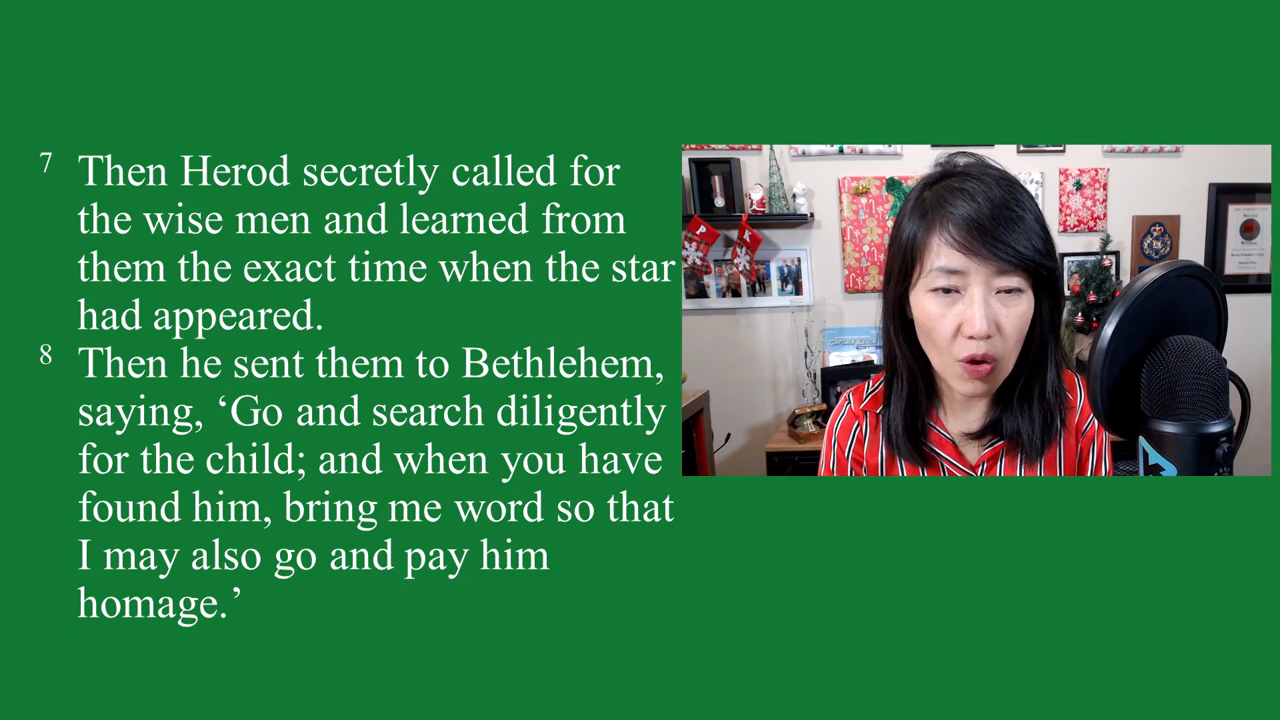 7 Then Herod secretly called for
the wise men and learned from
them the exact time when the star
had appeared.
8 Then he sent them to Bethlehem,
saying, ‘Go and search diligently
for the child; and when you have
found him, bring me word so that
I may also go and pay him
homage.’
P
K